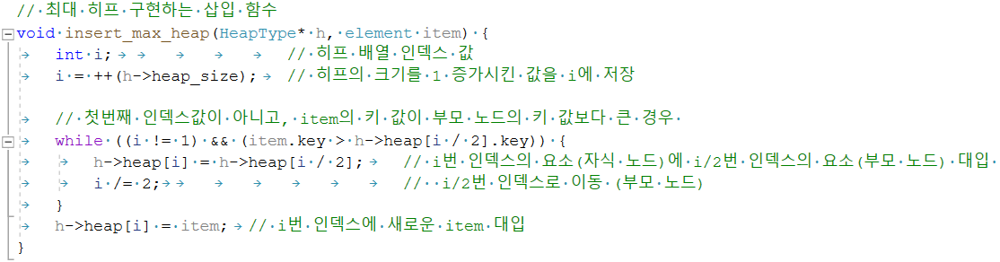 // 최대 히프 구현하는 삽입 함수
void insert_max_heap(HeapType* h, element item) {
int i; // 히프 배열 인덱스 값
i = ++(h->heap_size); // 히프의 크기를 1 증가시킨 값을 i에 저장
// 첫번째 인덱스값이 아니고, item의 키 값이 부모 노드의 키 값보다 큰 경우
while ((i != 1) && (item.key > h->heap[i / 2].key)) {
h->heap[i] = h->heap[i / 2]; // i번 인덱스의 요소(자식 노드)에 i/2번 인덱스의 요소(부모 노드) 대입
i /= 2; //  i/2번 인덱스로 이동 (부모 노드)
}
h->heap[i] = item; // i번 인덱스에 새로운 item 대입
}